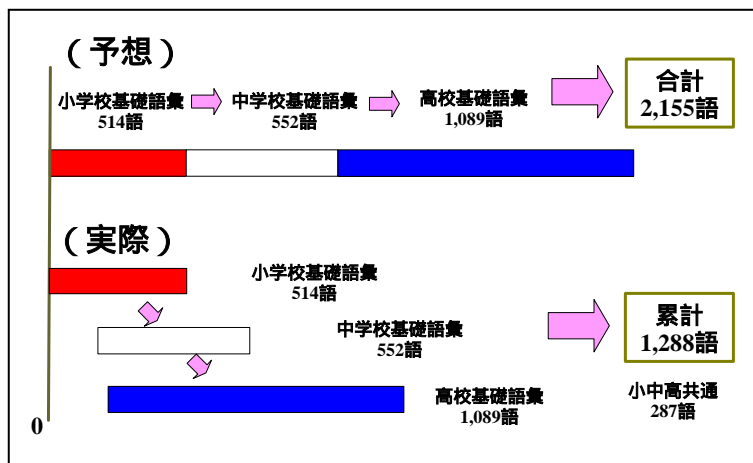 （予想）
小学校基礎語彙
514語
中学校基礎語彙
552語
高校基礎語彙
1,089語
合計
2,155語
（実際）
小学校基礎語彙
514語
中学校基礎語彙
552語
高校基礎語彙
1,089語
累計
1,288語
小中高共通
287語
0